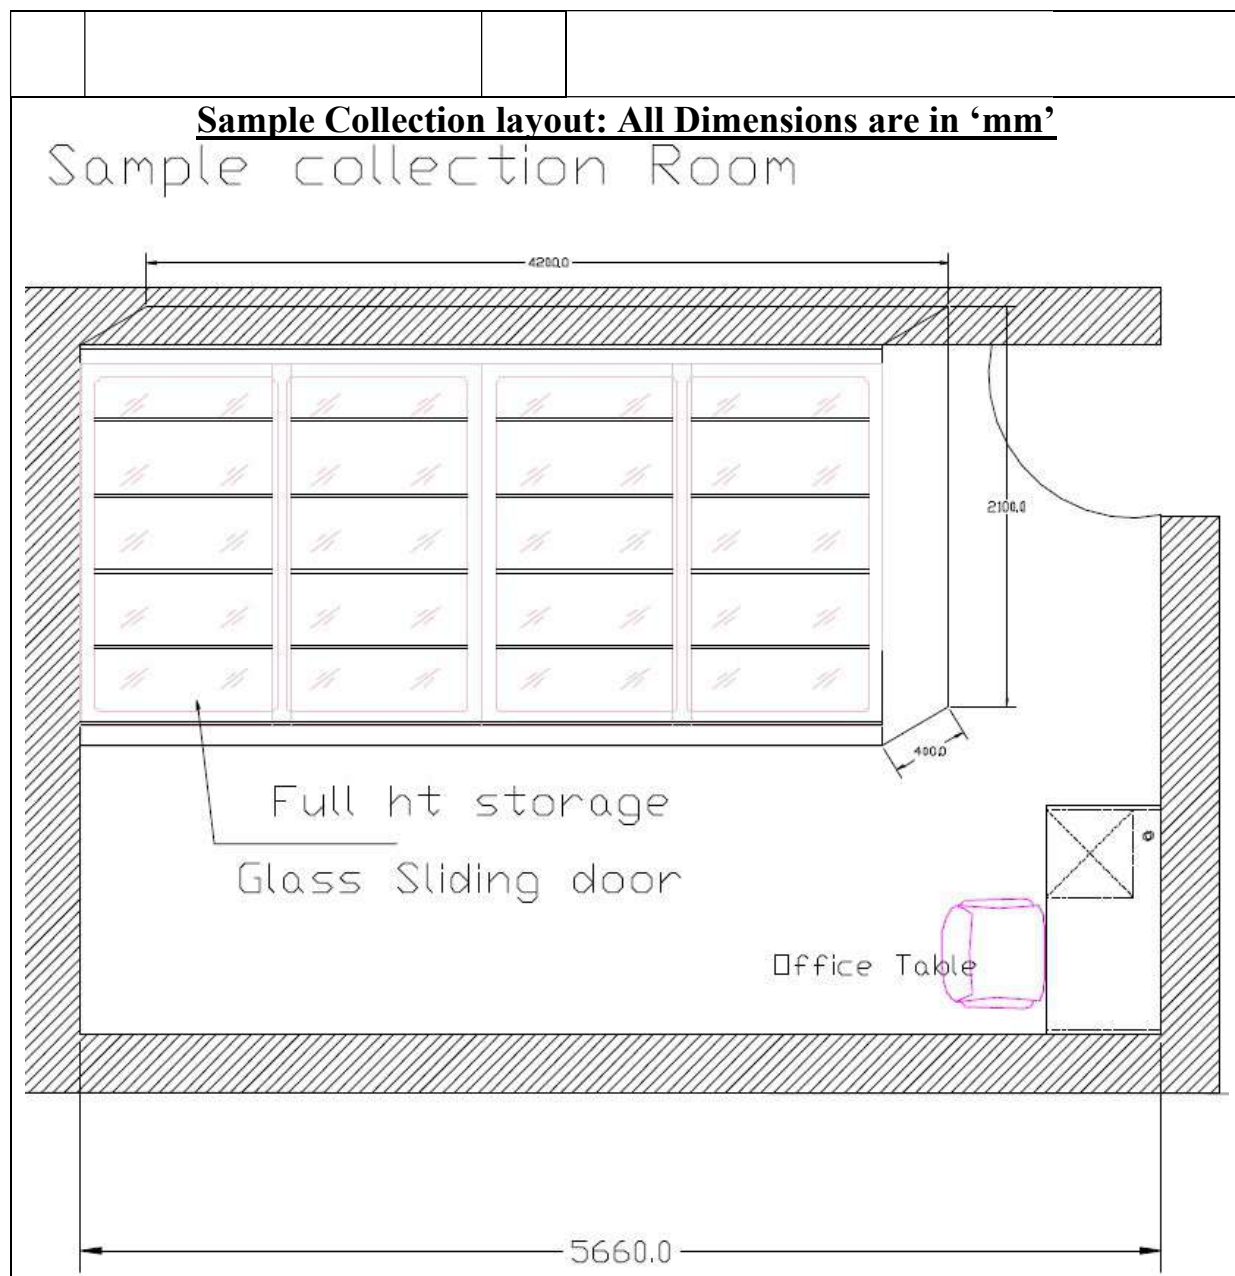 Sample Collection layout: All Dimensions are in ‘mm’
Sample collection Room
4200.0
2100.0
400.0
Full ht storage
Glass Sliding door
Office Table
5660.0